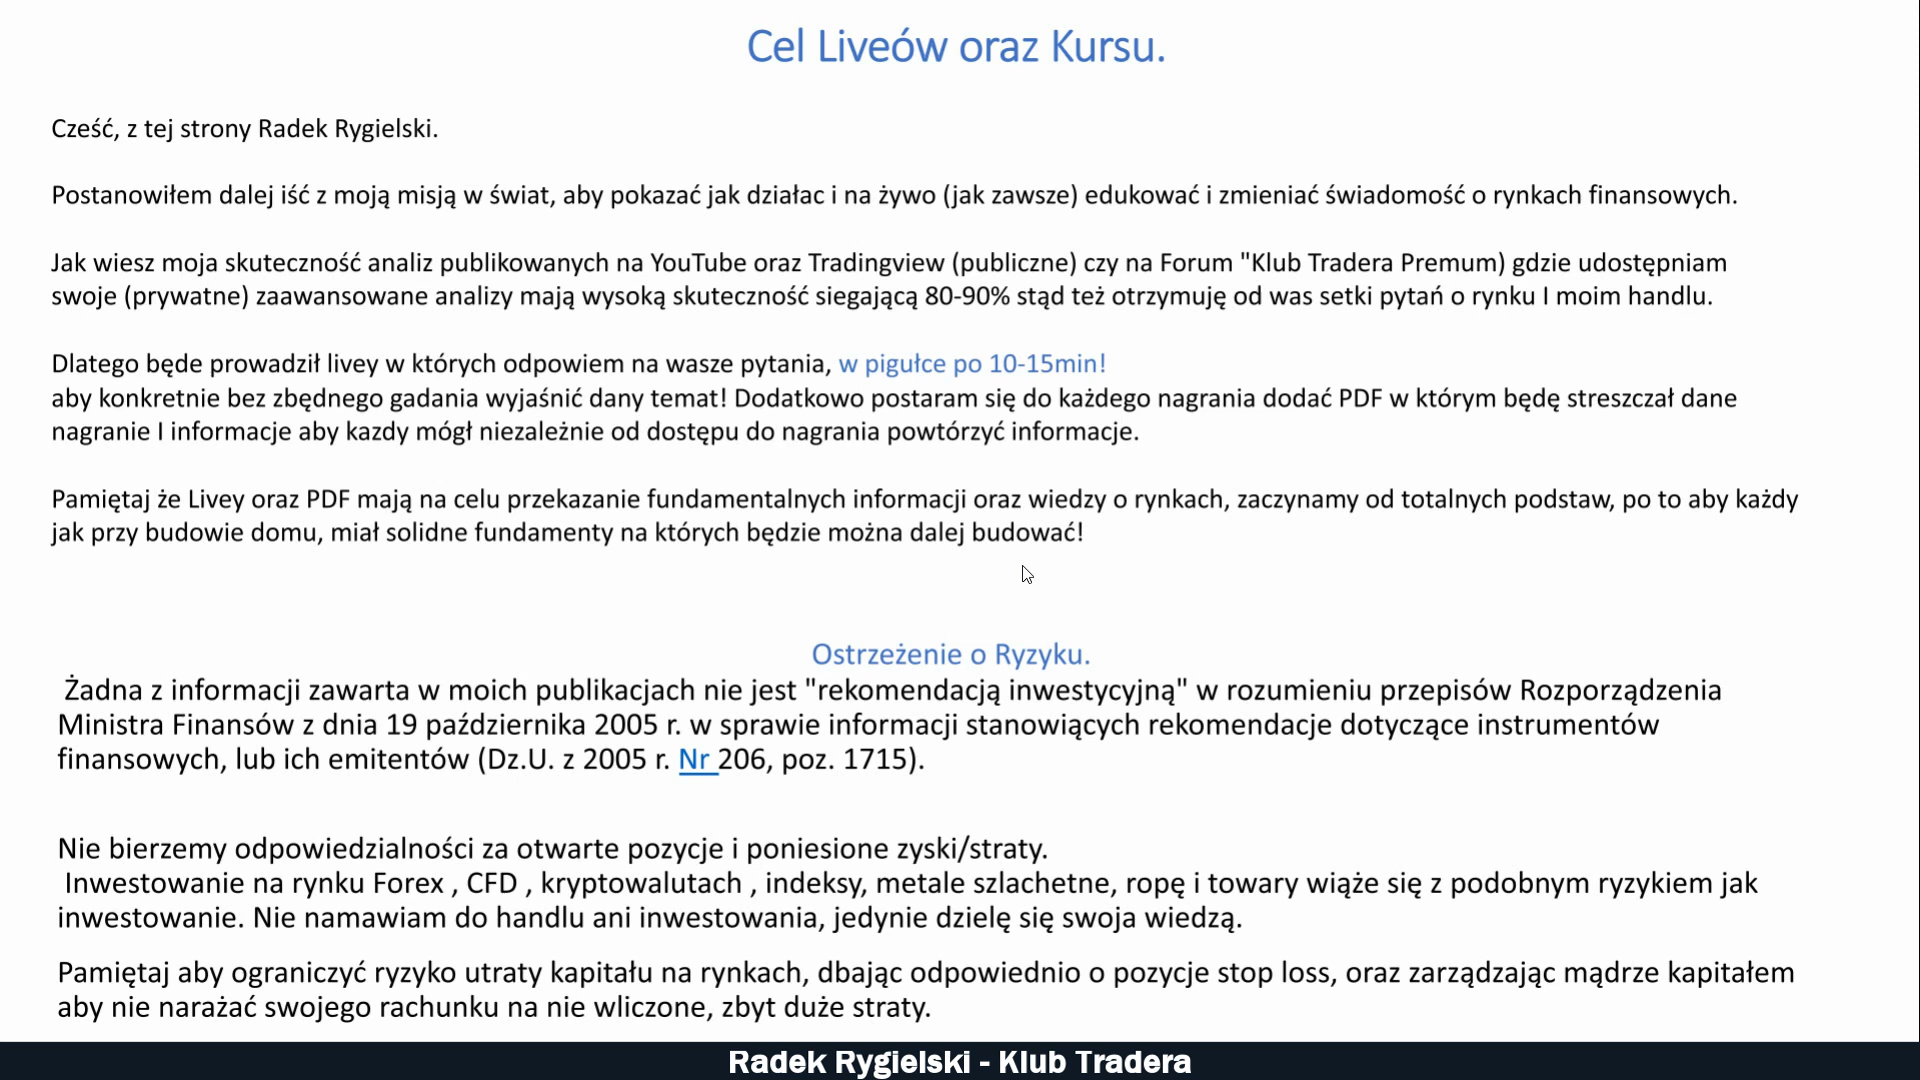 Cel Liveów oraz Kursu.
Cześć, z tej strony Radek Rygielski.
Postanowiłem dalej iść z moją misją w świat, aby pokazać jak działac i na żywo (jak zawsze) edukować i zmieniać świadomość o rynkach finansowych.
Jak wiesz moja skuteczność analiz publikowanych na YouTube oraz Tradingview (publiczne) czy na Forum "Klub Tradera Premum) gdzie udostępniam
swoje (prywatne) zaawansowane analizy mają wysoką skuteczność siegającą 80-90% stąd też otrzymuję od was setki pytań o rynku I moim handlu.
Dlatego będe prowadził livey w których odpowiem na wasze pytania, w pigułce po 10-15min!
aby konkretnie bez zbędnego gadania wyjaśnić dany temat! Dodatkowo postaram się do każdego nagrania dodać PDF w którym będę streszczał dane
nagranie I informacje aby kazdy mógł niezależnie od dostępu do nagrania powtórzyć informacje.
Pamiętaj że Livey oraz PDF mają na celu przekazanie fundamentalnych informacji oraz wiedzy o rynkach, zaczynamy od totalnych podstaw, po to aby każdy
jak przy budowie domu, miał solidne fundamenty na których będzie można dalej budować!
Ostrzeżenie o Ryzyku.
Żadna z informacji zawarta w moich publikacjach nie jest "rekomendacją inwestycyjną" w rozumieniu przepisów Rozporządzenia
Ministra Finansów z dnia 19 października 2005 r. w sprawie informacji stanowiących rekomendacje dotyczące instrumentów
finansowych, lub ich emitentów (Dz.U. z 2005 r. Nr 206, poz. 1715).
Nie bierzemy odpowiedzialności za otwarte pozycje i poniesione zyski/straty.
Inwestowanie na rynku Forex , CFD , kryptowalutach , indeksy, metale szlachetne, ropę i towary wiąże się z podobnym ryzykiem jak
inwestowanie. Nie namawiam do handlu ani inwestowania, jedynie dzielę się swoja wiedzą.
Pamiętaj aby ograniczyć ryzyko utraty kapitału na rynkach, dbając odpowiednio o pozycje stop loss, oraz zarządzając mądrze kapitałem
aby nie narażać swojego rachunku na nie wliczone, zbyt duże straty.
Radek Rygielski - Klub Tradera